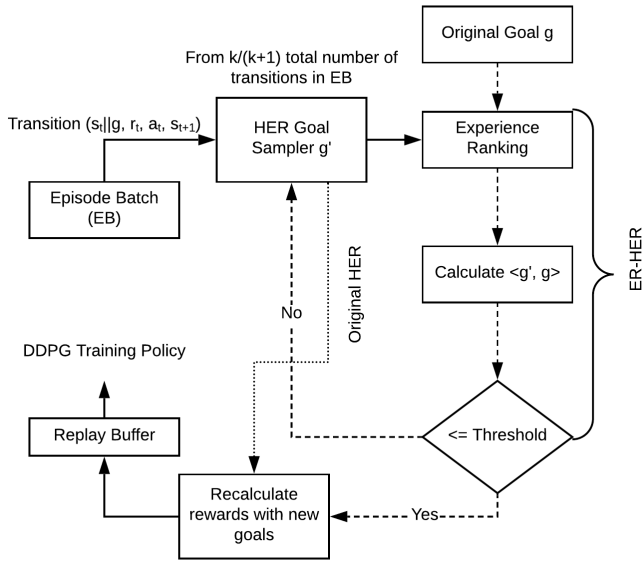 Original Goal g
From k/(k+1) total number of
transitions in EB
Transition (sₜ||g, rₜ, aₜ, sₜ₊₁)
HER Goal
Sampler g'
Experience
Ranking
Episode Batch
(EB)
Original HER
ER-HER
Calculate <g', g>
No
DDPG Training Policy
Replay Buffer
<= Threshold
Recalculate
rewards with new
goals
Yes